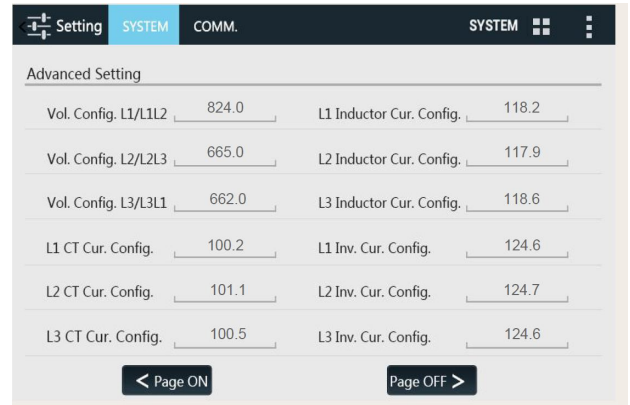 Setting SYSTEM COMM. SYSTEM
Advanced Setting
Vol. Config. L1/L1L2 824.0 L1 Inductor Cur. Config. 118.2
Vol. Config. L2/L2L3 665.0 L2 Inductor Cur. Config. 117.9
Vol. Config. L3/L3L1 662.0 L3 Inductor Cur. Config. 118.6
L1 CT Cur. Config. 100.2 L1 Inv. Cur. Config. 124.6
L2 CT Cur. Config. 101.1 L2 Inv. Cur. Config. 124.7
L3 CT Cur. Config. 100.5 L3 Inv. Cur. Config. 124.6
< Page ON Page OFF >